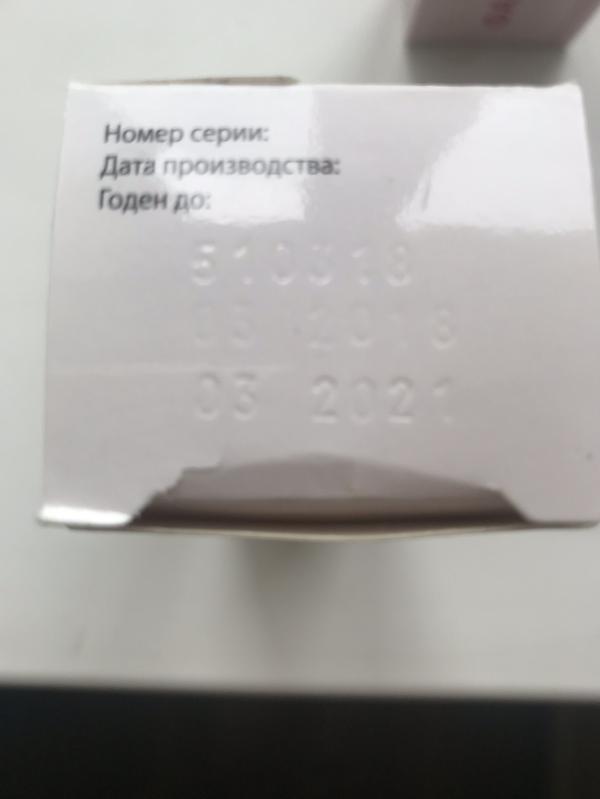 Номер серии:
Дата производства:
Годен до:
510318
03 2018
03 2021